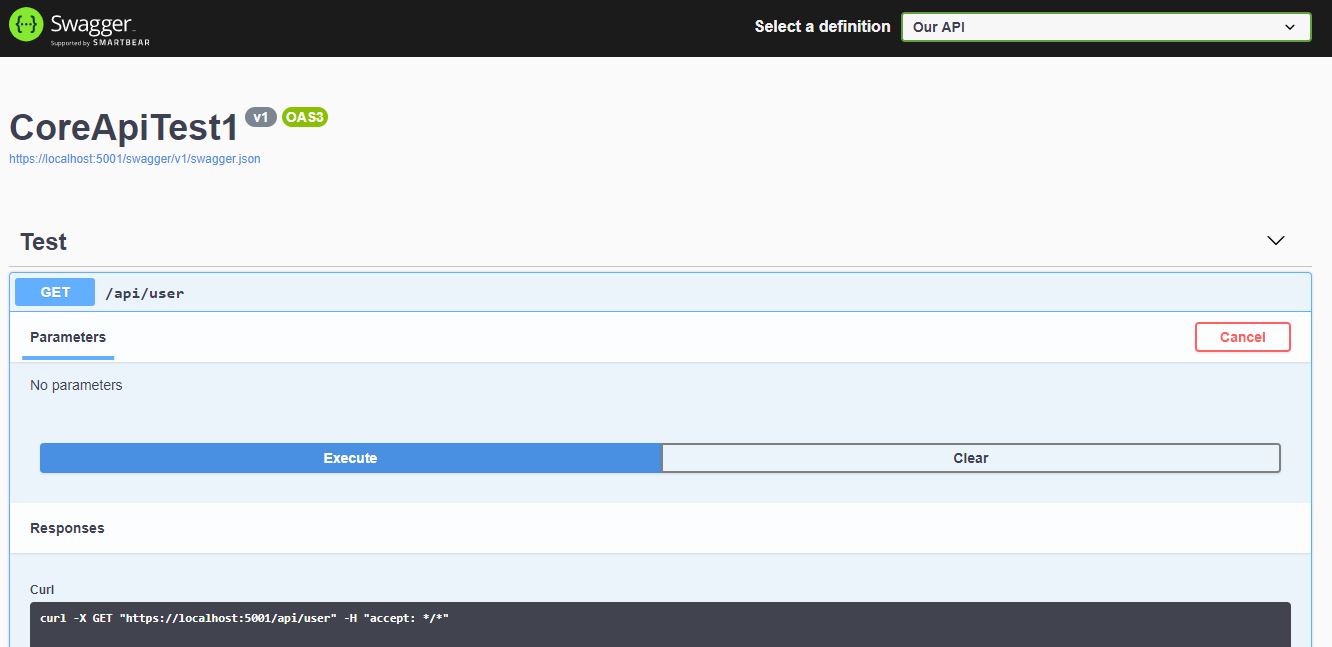 {···} Swagger
Supported by SMARTBEAR
Select a definition
Our API
CoreApiTest1 v1 OAS3
https://localhost:5001/swagger/v1/swagger.json
Test
GET /api/user
Parameters
Cancel
No parameters
Execute
Clear
Responses
Curl
curl -X GET "https://localhost:5001/api/user" -H "accept: */*"